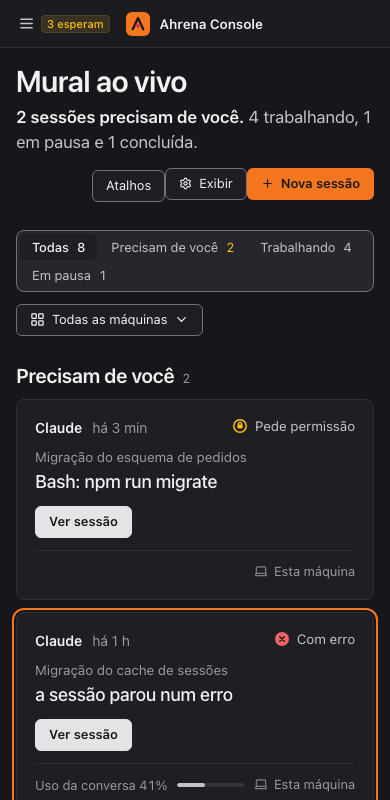 3 esperam
Ahrena Console
Mural ao vivo
2 sessões precisam de você. 4 trabalhando, 1
em pausa e 1 concluída.
Atalhos
Exibir
+ Nova sessão
Todas 8
Precisam de você 2
Trabalhando 4
Em pausa 1
Todas as máquinas
Precisam de você 2
Claude há 3 min
Pede permissão
Migração do esquema de pedidos
Bash: npm run migrate
Ver sessão
Esta máquina
Claude há 1 h
Com erro
Migração do cache de sessões
a sessão parou num erro
Ver sessão
Uso da conversa 41%
Esta máquina